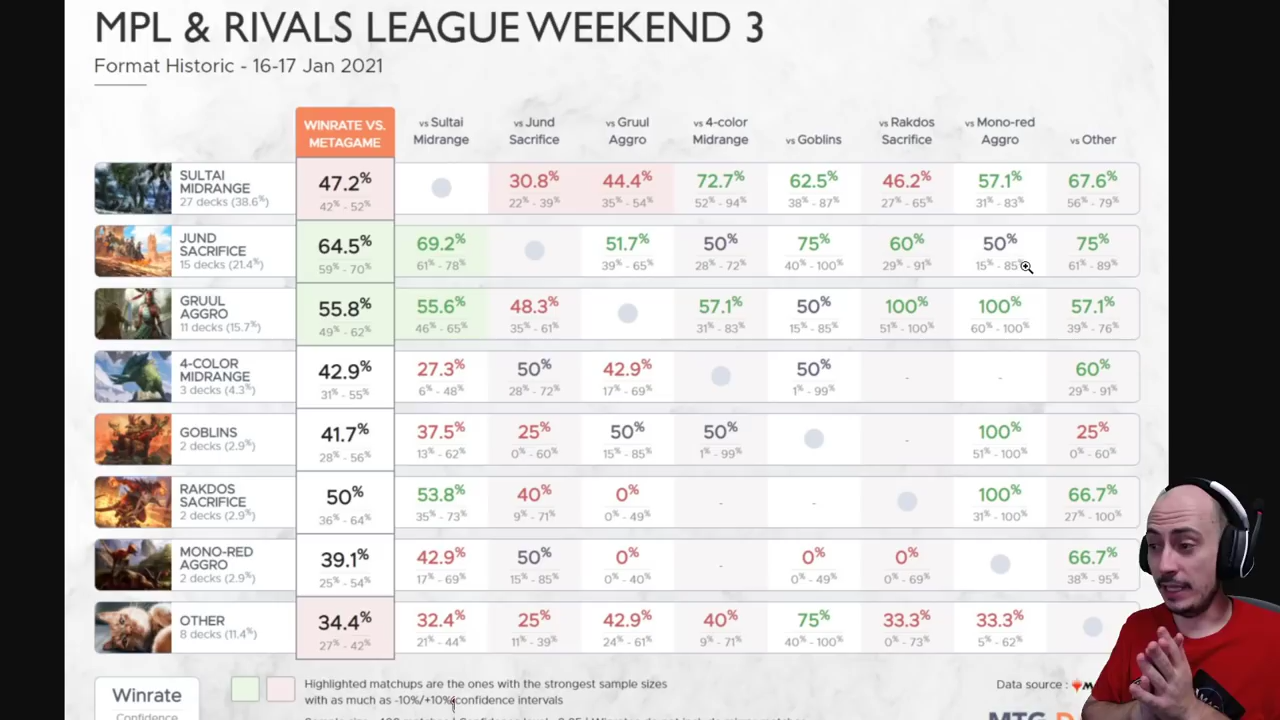 MPL & RIVALS LEAGUE WEEKEND 3
Format Historic - 16-17 Jan 2021
WINRATE VS. METAGAME vs Sultai Midrange vs Jund Sacrifice vs Gruul Aggro vs 4-color Midrange vs Goblins vs Rakdos Sacrifice vs Mono-red Aggro vs Other
SULTAI MIDRANGE 47.2% 30.8% 44.4% 72.7% 62.5% 46.2% 57.1% 67.6%
27 decks (38.6%) 42% - 52% 22% - 39% 35% - 54% 52% - 94% 38% - 87% 27% - 65% 31% - 83% 56% - 79%
JUND SACRIFICE 64.5% 69.2% 51.7% 50% 75% 60% 50% 75%
15 decks (21.4%) 59% - 70% 61% - 78% 39% - 65% 28% - 72% 40% - 100% 29% - 91% 15% - 85% 61% - 89%
GRUUL AGGRO 55.8% 55.6% 48.3% 57.1% 50% 100% 100% 57.1%
11 decks (15.7%) 49% - 62% 46% - 65% 35% - 61% 31% - 83% 15% - 85% 51% - 100% 60% - 100% 39% - 76%
4-COLOR MIDRANGE 42.9% 27.3% 50% 42.9% 50% - - 60%
3 decks (4.3%) 31% - 55% 6% - 48% 28% - 72% 17% - 69% 1% - 99% 29% - 91%
GOBLINS 41.7% 37.5% 25% 50% 50% - 100% 25%
2 decks (2.9%) 28% - 56% 13% - 62% 0% - 60% 15% - 85% 1% - 99% 51% - 100% 0% - 60%
RAKDOS SACRIFICE 50% 53.8% 40% 0% - - 100% 66.7%
2 decks (2.9%) 36% - 64% 35% - 73% 9% - 71% 0% - 49% 31% - 100% 27% - 100%
MONO-RED AGGRO 39.1% 42.9% 50% 0% - 0% 0% 66.7%
2 decks (2.9%) 25% - 54% 17% - 69% 15% - 85% 0% - 40% 0% - 49% 0% - 69% 38% - 95%
OTHER 34.4% 32.4% 25% 42.9% 40% 75% 33.3% 33.3%
8 decks (11.4%) 27% - 42% 21% - 44% 11% - 39% 24% - 61% 9% - 71% 40% - 100% 0% - 73% 5% - 62%
Winrate
Confidence
Highlighted matchups are the ones with the strongest sample sizes
with as much as -10%/+10% confidence intervals
Data source :
MTG